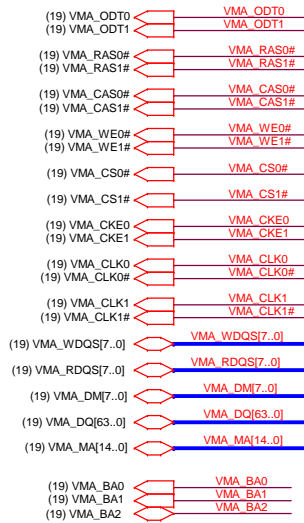 (19) VMA_ODT0 VMA_ODT0
(19) VMA_ODT1 VMA_ODT1
(19) VMA_RAS0# VMA_RAS0#
(19) VMA_RAS1# VMA_RAS1#
(19) VMA_CAS0# VMA_CAS0#
(19) VMA_CAS1# VMA_CAS1#
(19) VMA_WE0# VMA_WE0#
(19) VMA_WE1# VMA_WE1#
(19) VMA_CS0# VMA_CS0#
(19) VMA_CS1# VMA_CS1#
(19) VMA_CKE0 VMA_CKE0
(19) VMA_CKE1 VMA_CKE1
(19) VMA_CLK0 VMA_CLK0
(19) VMA_CLK0# VMA_CLK0#
(19) VMA_CLK1 VMA_CLK1
(19) VMA_CLK1# VMA_CLK1#
(19) VMA_WDQS[7..0] VMA_WDQS[7..0]
(19) VMA_RDQS[7..0] VMA_RDQS[7..0]
(19) VMA_DM[7..0] VMA_DM[7..0]
(19) VMA_DQ[63..0] VMA_DQ[63..0]
(19) VMA_MA[14..0] VMA_MA[14..0]
(19) VMA_BA0 VMA_BA0
(19) VMA_BA1 VMA_BA1
(19) VMA_BA2 VMA_BA2